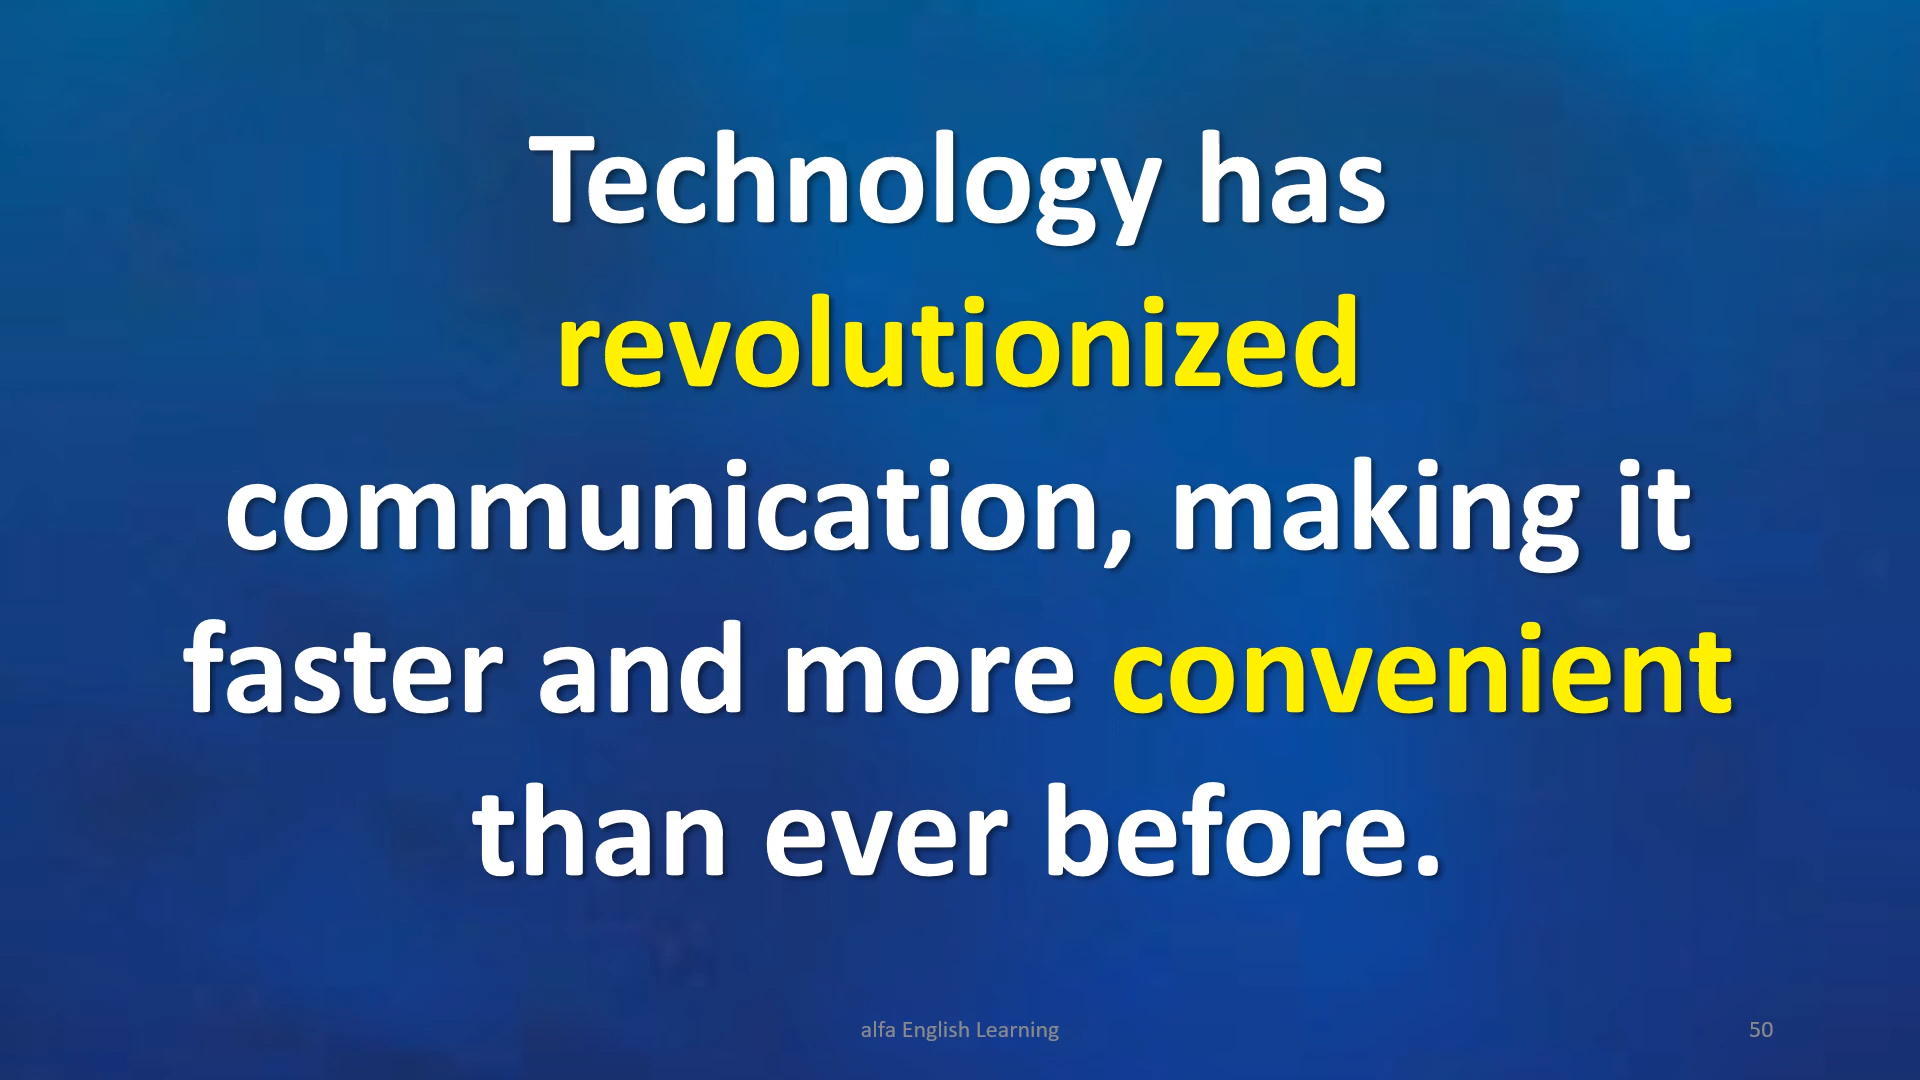 Technology has
revolutionized
communication, making it
faster and more convenient
than ever before.
alfa English Learning
50